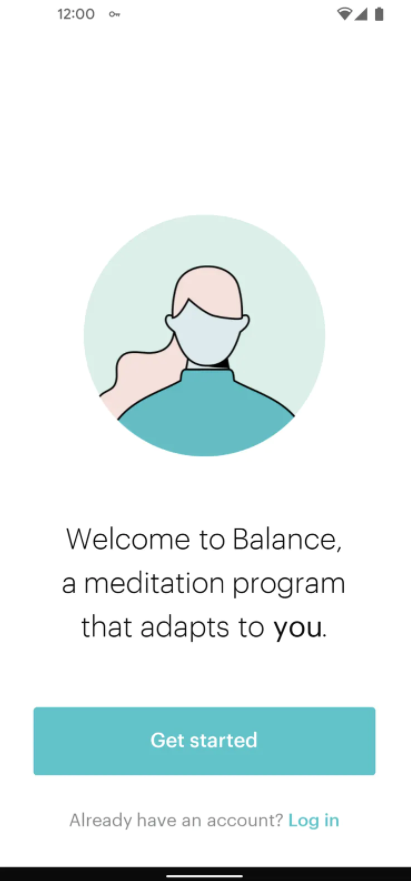 12:00
Welcome to Balance,
a meditation program
that adapts to you.
Get started
Already have an account? Log in